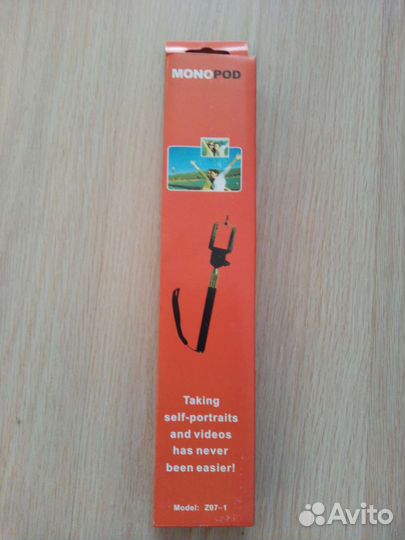 MONOPOD
Taking
self-portraits
and videos
has never
been easier!
Model: Z07-1
Avito